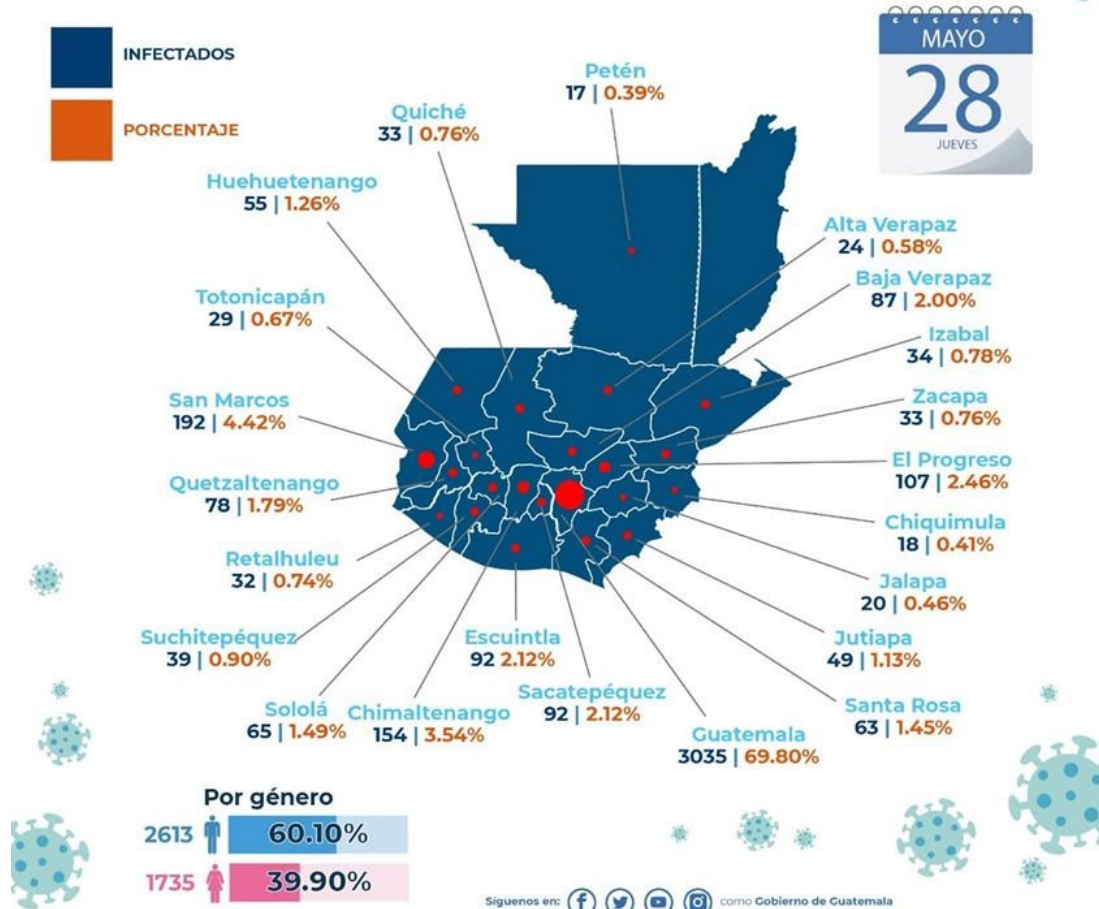 INFECTADOS
PORCENTAJE
MAYO
28
JUEVES
Petén
17 | 0.39%
Quiché
33 | 0.76%
Huehuetenango
55 | 1.26%
Totonicapán
29 | 0.67%
San Marcos
192 | 4.42%
Quetzaltenango
78 | 1.79%
Retalhuleu
32 | 0.74%
Suchitepéquez
39 | 0.90%
Sololá
65 | 1.49%
Chimaltenango
154 | 3.54%
Escuintla
92 2.12%
Sacatepéquez
92 | 2.12%
Guatemala
3035 | 69.80%
Alta Verapaz
24 | 0.58%
Baja Verapaz
87 | 2.00%
Izabal
34 | 0.78%
Zacapa
33 | 0.76%
El Progreso
107 | 2.46%
Chiquimula
18 | 0.41%
Jalapa
20 | 0.46%
Jutiapa
49 | 1.13%
Santa Rosa
63 | 1.45%
Por género
2613 60.10%
1735 39.90%
Síguenos en: como Gobierno de Guatemala